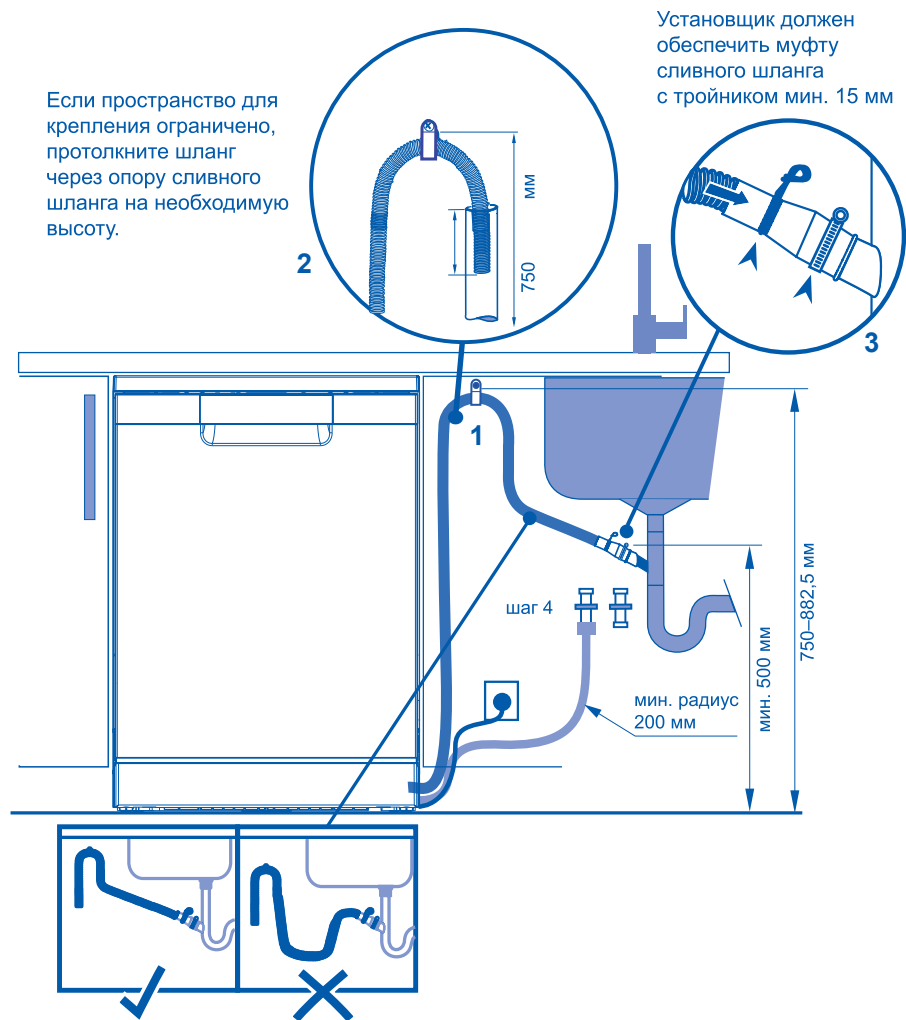 Установщик должен
обеспечить муфту
сливного шланга
с тройником мин. 15 мм
Если пространство для
крепления ограничено,
протолкните шланг
через опору сливного
шланга на необходимую
высоту.
750 мм
2
3
1
шаг 4
мин. радиус
200 мм
мин. 500 мм
750–882,5 мм